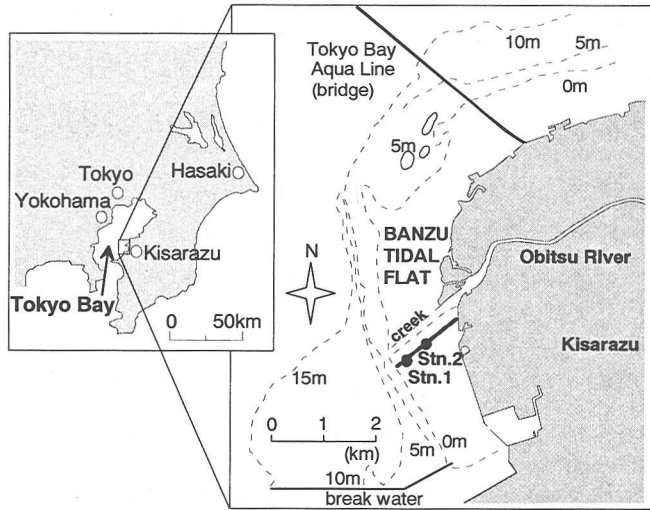 Tokyo
Yokohama
Hasaki
Kisarazu
Tokyo Bay
0 50km
Tokyo Bay
Aqua Line
(bridge)
10m
5m
0m
5m
N
BANZU
TIDAL
FLAT
Obitsu River
creek
Kisarazu
Stn.2
Stn.1
15m
0 1 2
(km)
0m
5m
10m
break water